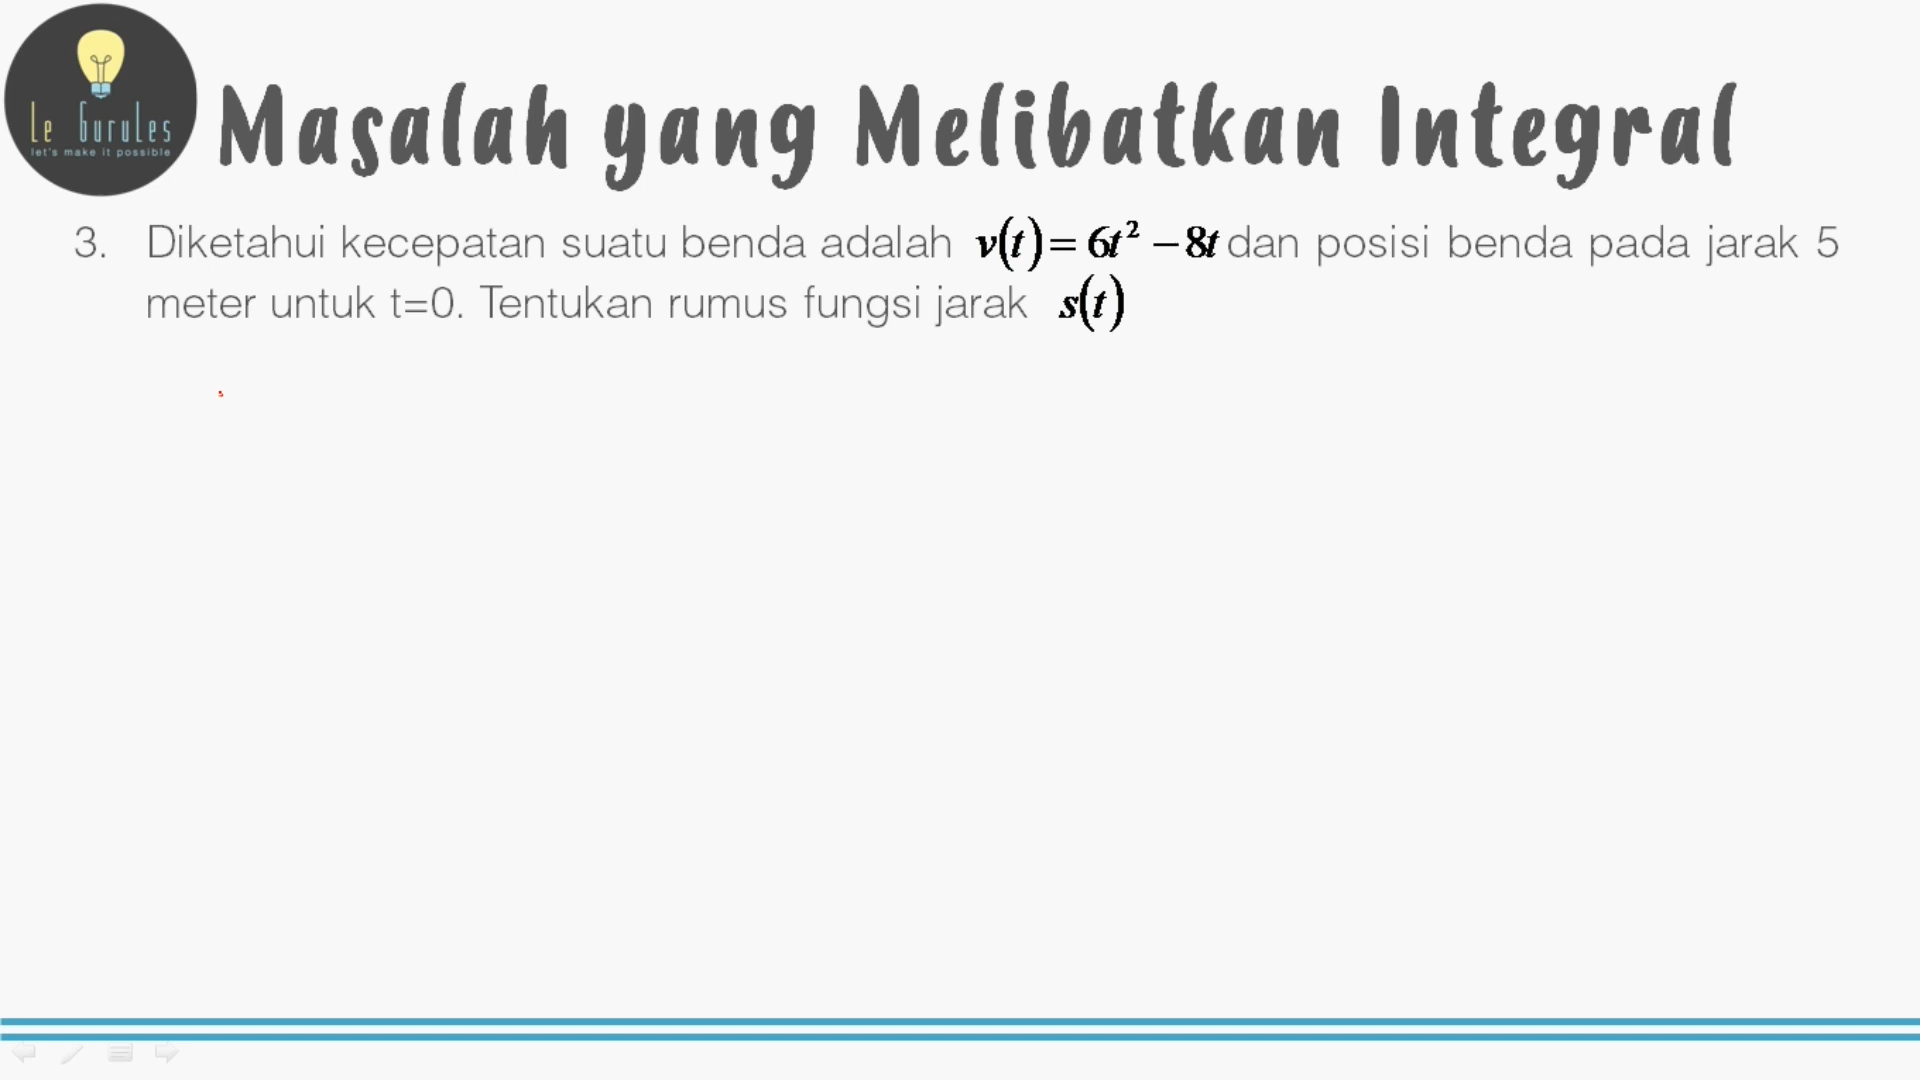 Le Gurules
let's make it possible
Masalah yang Melibatkan Integral
3. Diketahui kecepatan suatu benda adalah v(t)= 6t² − 8t dan posisi benda pada jarak 5
meter untuk t=0. Tentukan rumus fungsi jarak s(t)